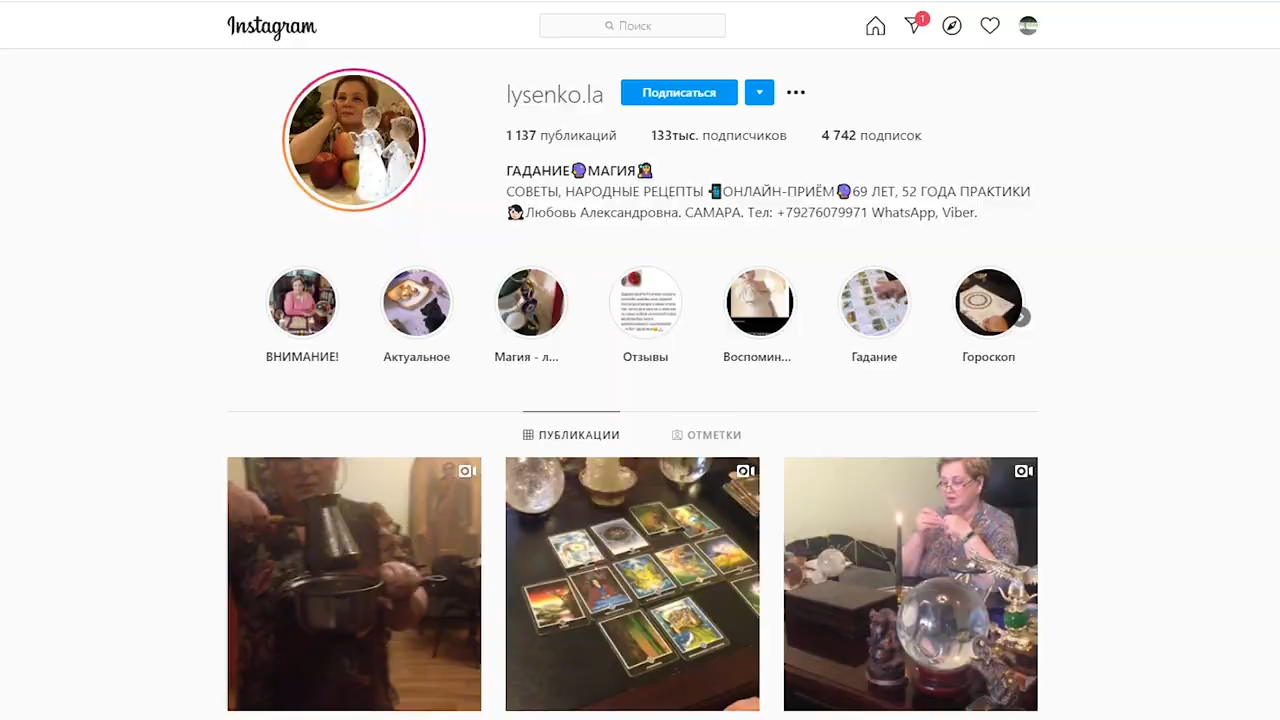 Instagram
Поиск
1
lysenko.la
Подписаться
1 137 публикаций 133тыс. подписчиков 4 742 подписок
ГАДАНИЕ🔮МАГИЯ🧙‍♀️
СОВЕТЫ, НАРОДНЫЕ РЕЦЕПТЫ 📲ОНЛАЙН-ПРИЁМ🔮69 ЛЕТ, 52 ГОДА ПРАКТИКИ
👩🏻Любовь Александровна. САМАРА. Тел: +79276079971 WhatsApp, Viber.
ВНИМАНИЕ! Актуальное Магия - л... Отзывы Воспомин... Гадание Гороскоп
ПУБЛИКАЦИИ ОТМЕТКИ